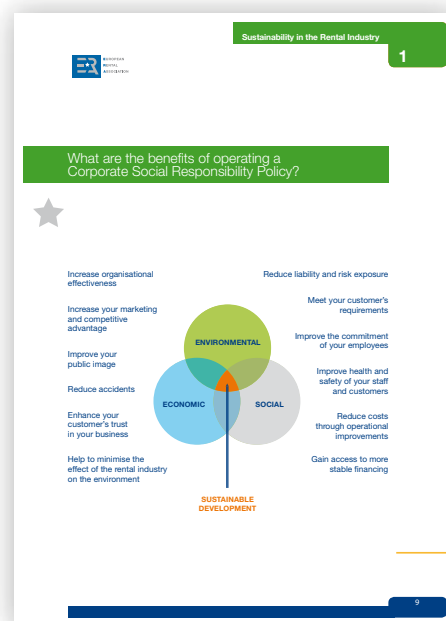 Sustainability in the Rental Industry
1
EUROPEAN
RENTAL
ASSOCIATION
What are the benefits of operating a
Corporate Social Responsibility Policy?
Increase organisational
effectiveness
Increase your marketing
and competitive
advantage
Improve your
public image
Reduce accidents
Enhance your
customer's trust
in your business
Help to minimise the
effect of the rental industry
on the environment
Reduce liability and risk exposure
Meet your customer's
requirements
Improve the commitment
of your employees
Improve health and
safety of your staff
and customers
Reduce costs
through operational
improvements
Gain access to more
stable financing
ENVIRONMENTAL
ECONOMIC
SOCIAL
SUSTAINABLE
DEVELOPMENT
9